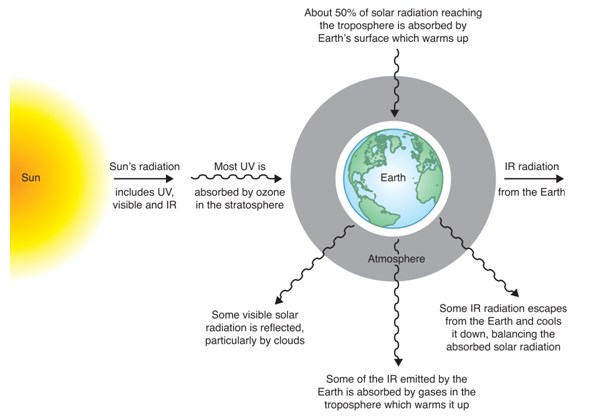 About 50% of solar radiation reaching
the troposphere is absorbed by
Earth's surface which warms up
Sun
Sun's radiation
includes UV,
visible and IR
Most UV is
absorbed by ozone
in the stratosphere
Earth
IR radiation
from the Earth
Atmosphere
Some visible solar
radiation is reflected,
particularly by clouds
Some IR radiation escapes
from the Earth and cools
it down, balancing the
absorbed solar radiation
Some of the IR emitted by the
Earth is absorbed by gases in the
troposphere which warms it up